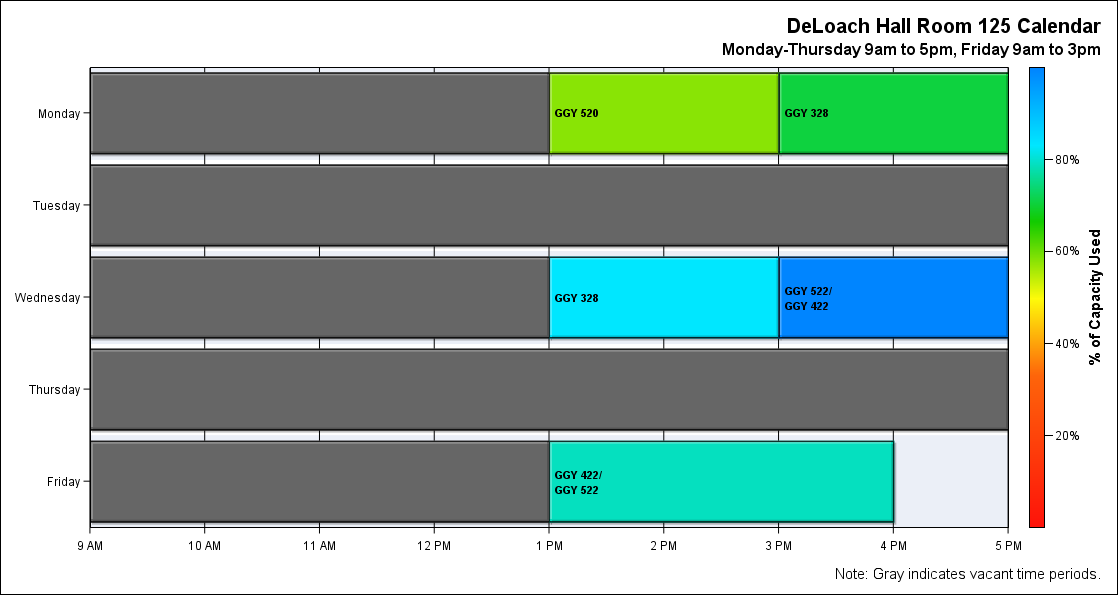 DeLoach Hall Room 125 Calendar
Monday-Thursday 9am to 5pm, Friday 9am to 3pm
Monday
GGY 520
GGY 328
Tuesday
Wednesday
GGY 328
GGY 522/
GGY 422
Thursday
Friday
GGY 422/
GGY 522
9 AM
10 AM
11 AM
12 PM
1 PM
2 PM
3 PM
4 PM
5 PM
80%
60%
40%
20%
% of Capacity Used
Note: Gray indicates vacant time periods.